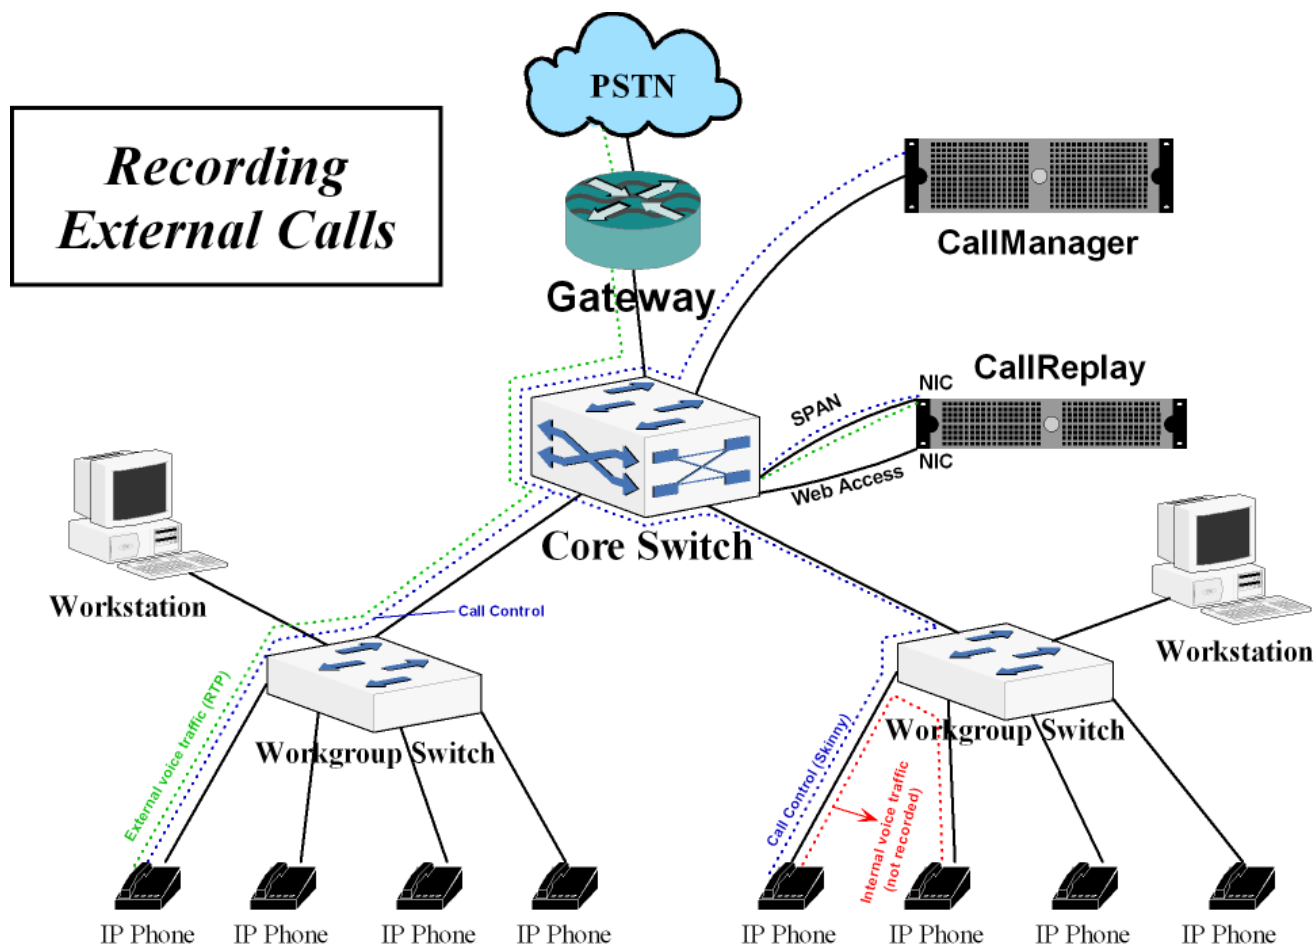 PSTN
Recording
External Calls
CallManager
Gateway
CallReplay
NIC
SPAN
NIC
Web Access
Core Switch
Workstation
Call Control
Workstation
External voice traffic (RTP)
Workgroup Switch
Call Control (Skinny)
Workgroup Switch
Internal voice traffic
(not recorded)
IP Phone
IP Phone
IP Phone
IP Phone
IP Phone
IP Phone
IP Phone
IP Phone